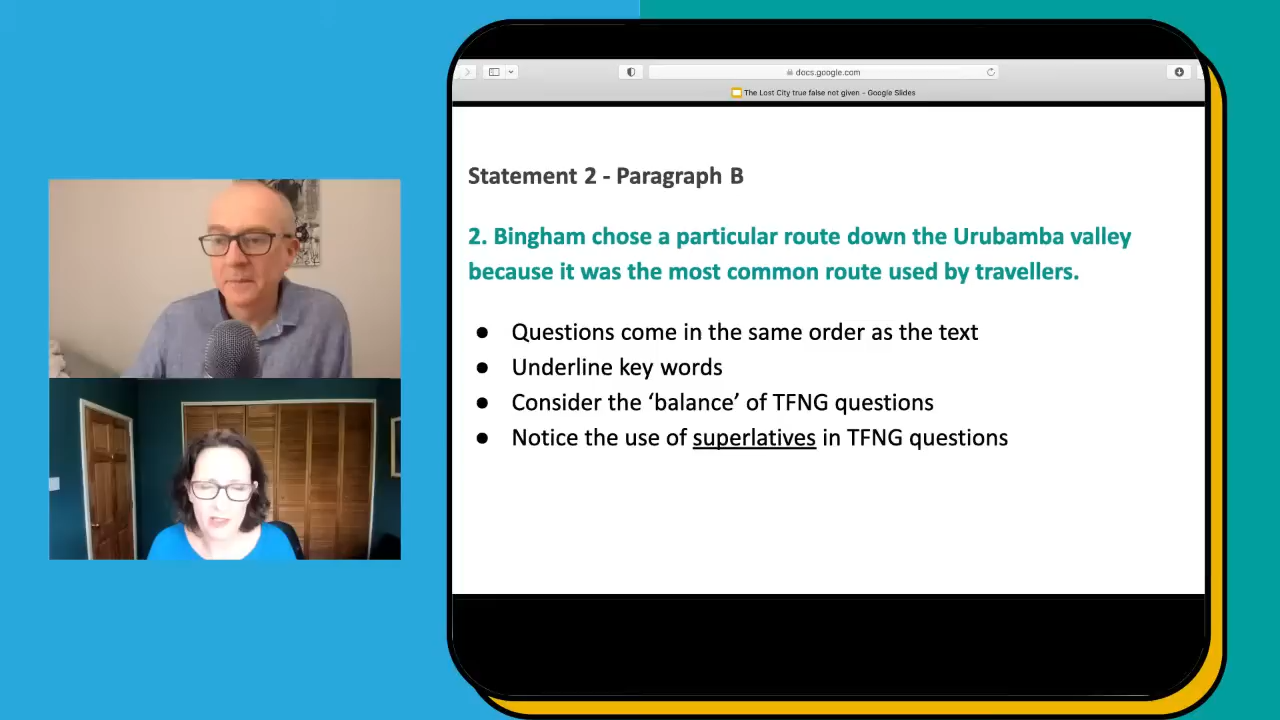 docs.google.com
The Lost City true false not given - Google Slides
Statement 2 - Paragraph B
2. Bingham chose a particular route down the Urubamba valley
because it was the most common route used by travellers.
● Questions come in the same order as the text
● Underline key words
● Consider the ‘balance’ of TFNG questions
● Notice the use of superlatives in TFNG questions